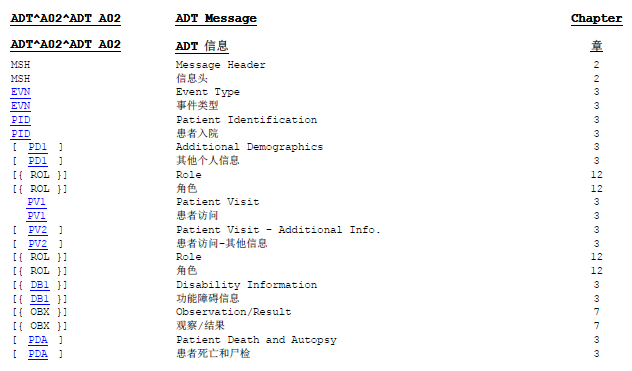 ADT^A02^ADT A02 ADT Message Chapter
ADT^A02^ADT A02 ADT 信息 章
MSH Message Header 2
MSH 信息头 2
EVN Event Type 3
EVN 事件类型 3
PID Patient Identification 3
PID 患者入院 3
[ PD1 ] Additional Demographics 3
[ PD1 ] 其他个人信息 3
[{ ROL }] Role 12
[{ ROL }] 角色 12
PV1 Patient Visit 3
PV1 患者访问 3
[ PV2 ] Patient Visit - Additional Info. 3
[ PV2 ] 患者访问-其他信息 3
[{ ROL }] Role 12
[{ ROL }] 角色 12
[{ DB1 }] Disability Information 3
[{ DB1 }] 功能障碍信息 3
[{ OBX }] Observation/Result 7
[{ OBX }] 观察/结果 7
[ PDA ] Patient Death and Autopsy 3
[ PDA ] 患者死亡和尸检 3